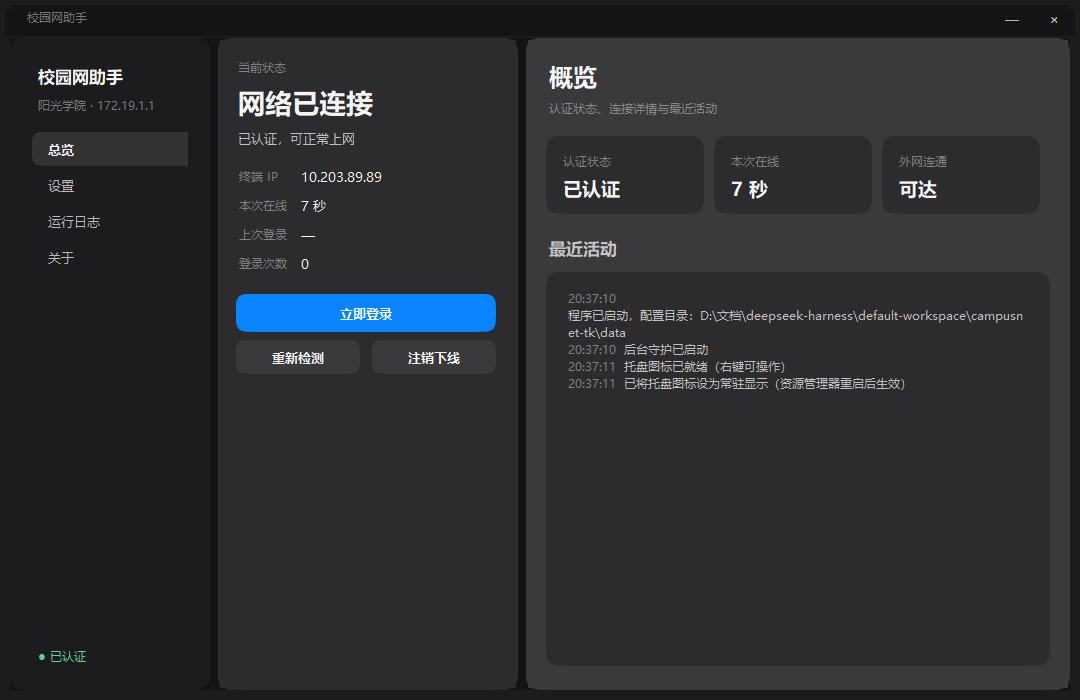 校园网助手
校园网助手
阳光学院 · 172.19.1.1
总览
设置
运行日志
关于
● 已认证
当前状态
网络已连接
已认证，可正常上网
终端 IP 10.203.89.89
本次在线 7 秒
上次登录 —
登录次数 0
立即登录
重新检测 注销下线
概览
认证状态、连接详情与最近活动
认证状态 本次在线 外网连通
已认证 7 秒 可达
最近活动
20:37:10
程序已启动，配置目录：D:\文档\deepseek-harness\default-workspace\campusn
et-tk\data
20:37:10 后台守护已启动
20:37:11 托盘图标已就绪（右键可操作）
20:37:11 已将托盘图标设为常驻显示（资源管理器重启后生效）